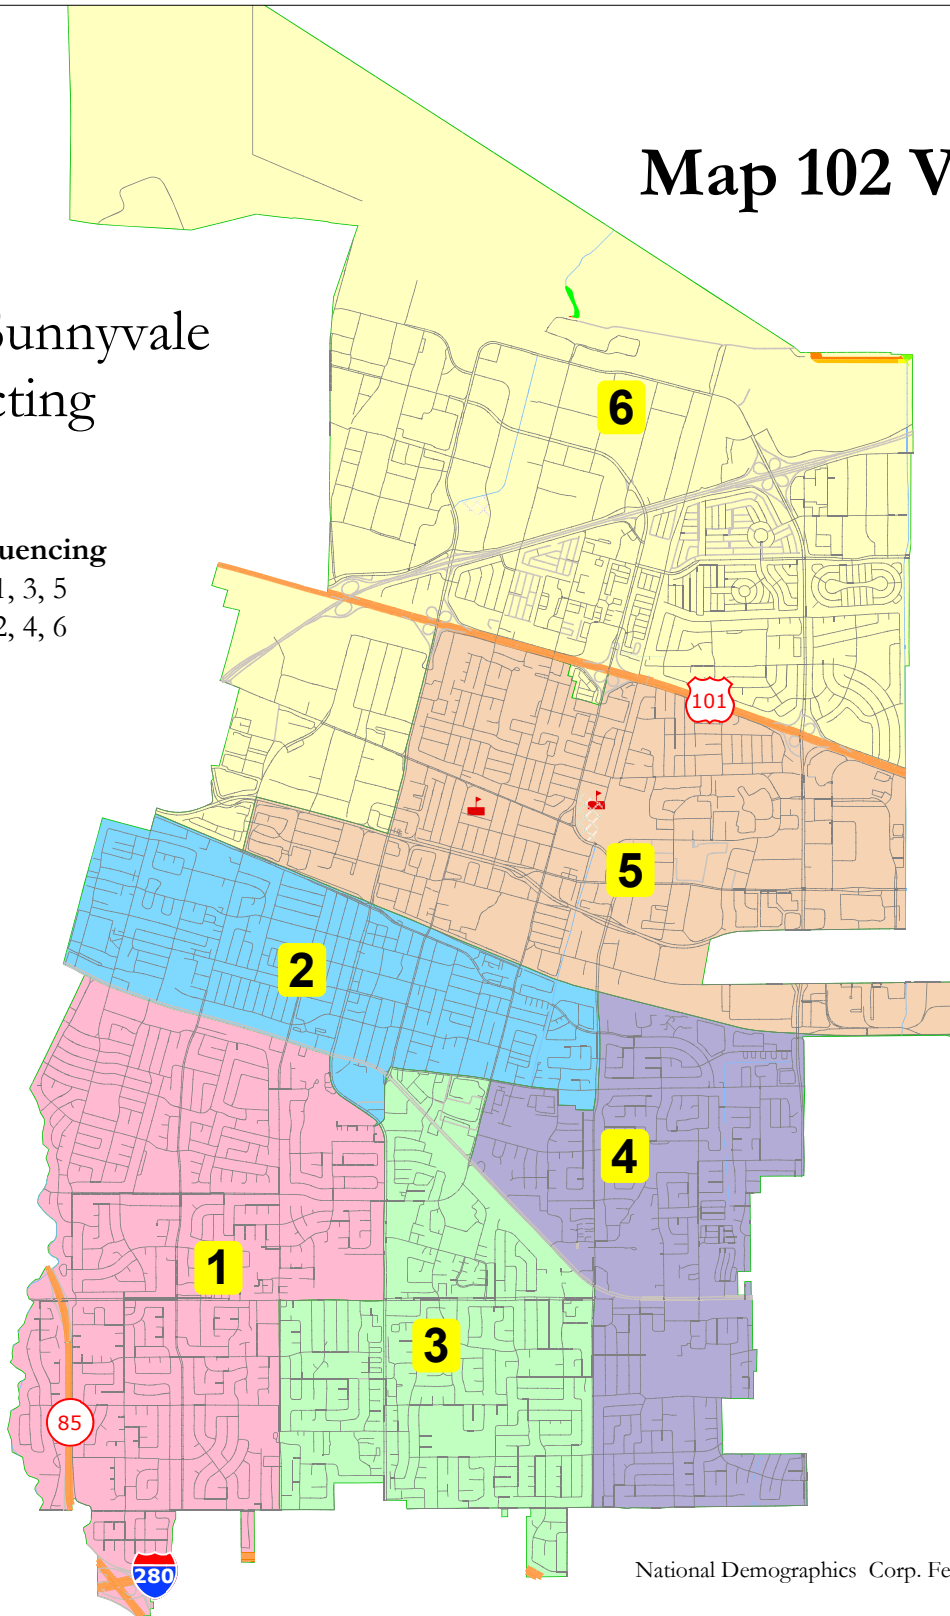 Map 102 V
Sunnyvale
cting
uencing
1, 3, 5
2, 4, 6
6
101
5
2
4
1
3
85
280
National Demographics Corp. Fe